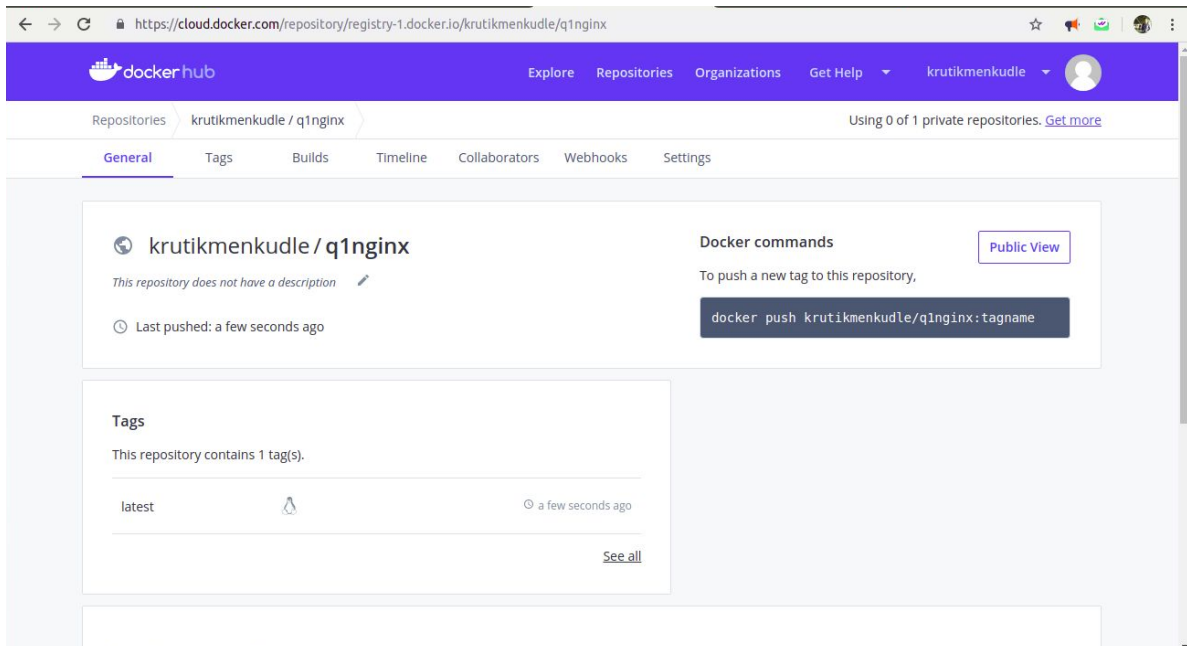 https://cloud.docker.com/repository/registry-1.docker.io/krutikmenkudle/q1nginx
dockerhub
Explore Repositories Organizations Get Help krutikmenkudle
Repositories krutikmenkudle / q1nginx Using 0 of 1 private repositories. Get more
General Tags Builds Timeline Collaborators Webhooks Settings
krutikmenkudle / q1nginx
This repository does not have a description
Last pushed: a few seconds ago
Docker commands
Public View
To push a new tag to this repository,
docker push krutikmenkudle/q1nginx:tagname
Tags
This repository contains 1 tag(s).
latest a few seconds ago
See all